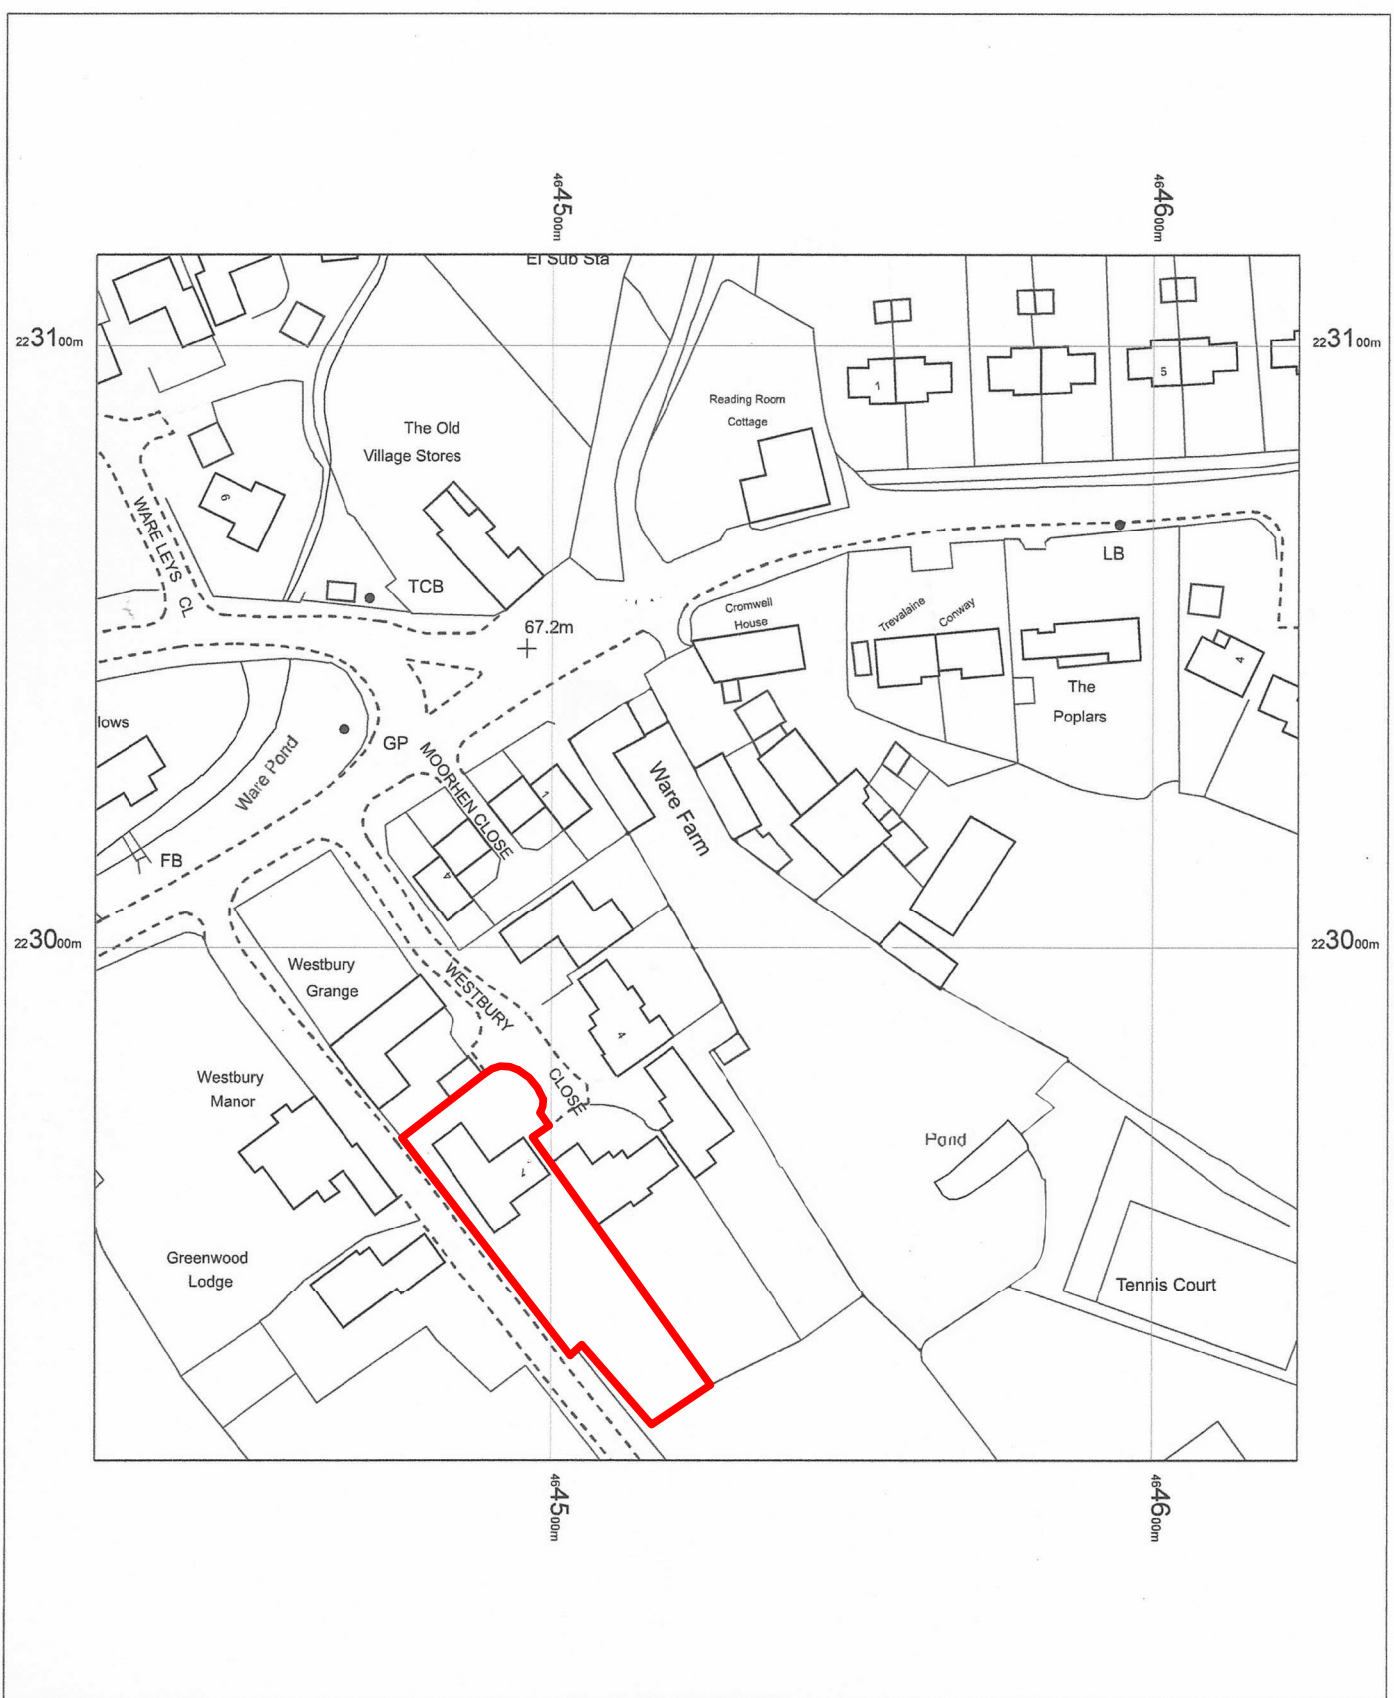 464500m
464600m
El Sub Sta
223100m
223100m
1
5
Reading Room
Cottage
The Old
Village Stores
6
WARE LEYS CL
TCB
LB
67.2m
Cromwell
House
Trevalaine
Conway
4
The
Poplars
lows
Ware Pond
GP
MOORHEN CLOSE
1
Ware Farm
4
FB
223000m
223000m
Westbury
Grange
WESTBURY
CLOSE
4
Westbury
Manor
Pond
1
Greenwood
Lodge
Tennis Court
464500m
464600m